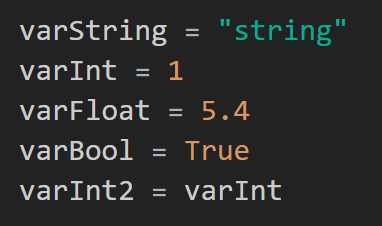 varString = "string"
varInt = 1
varFloat = 5.4
varBool = True
varInt2 = varInt